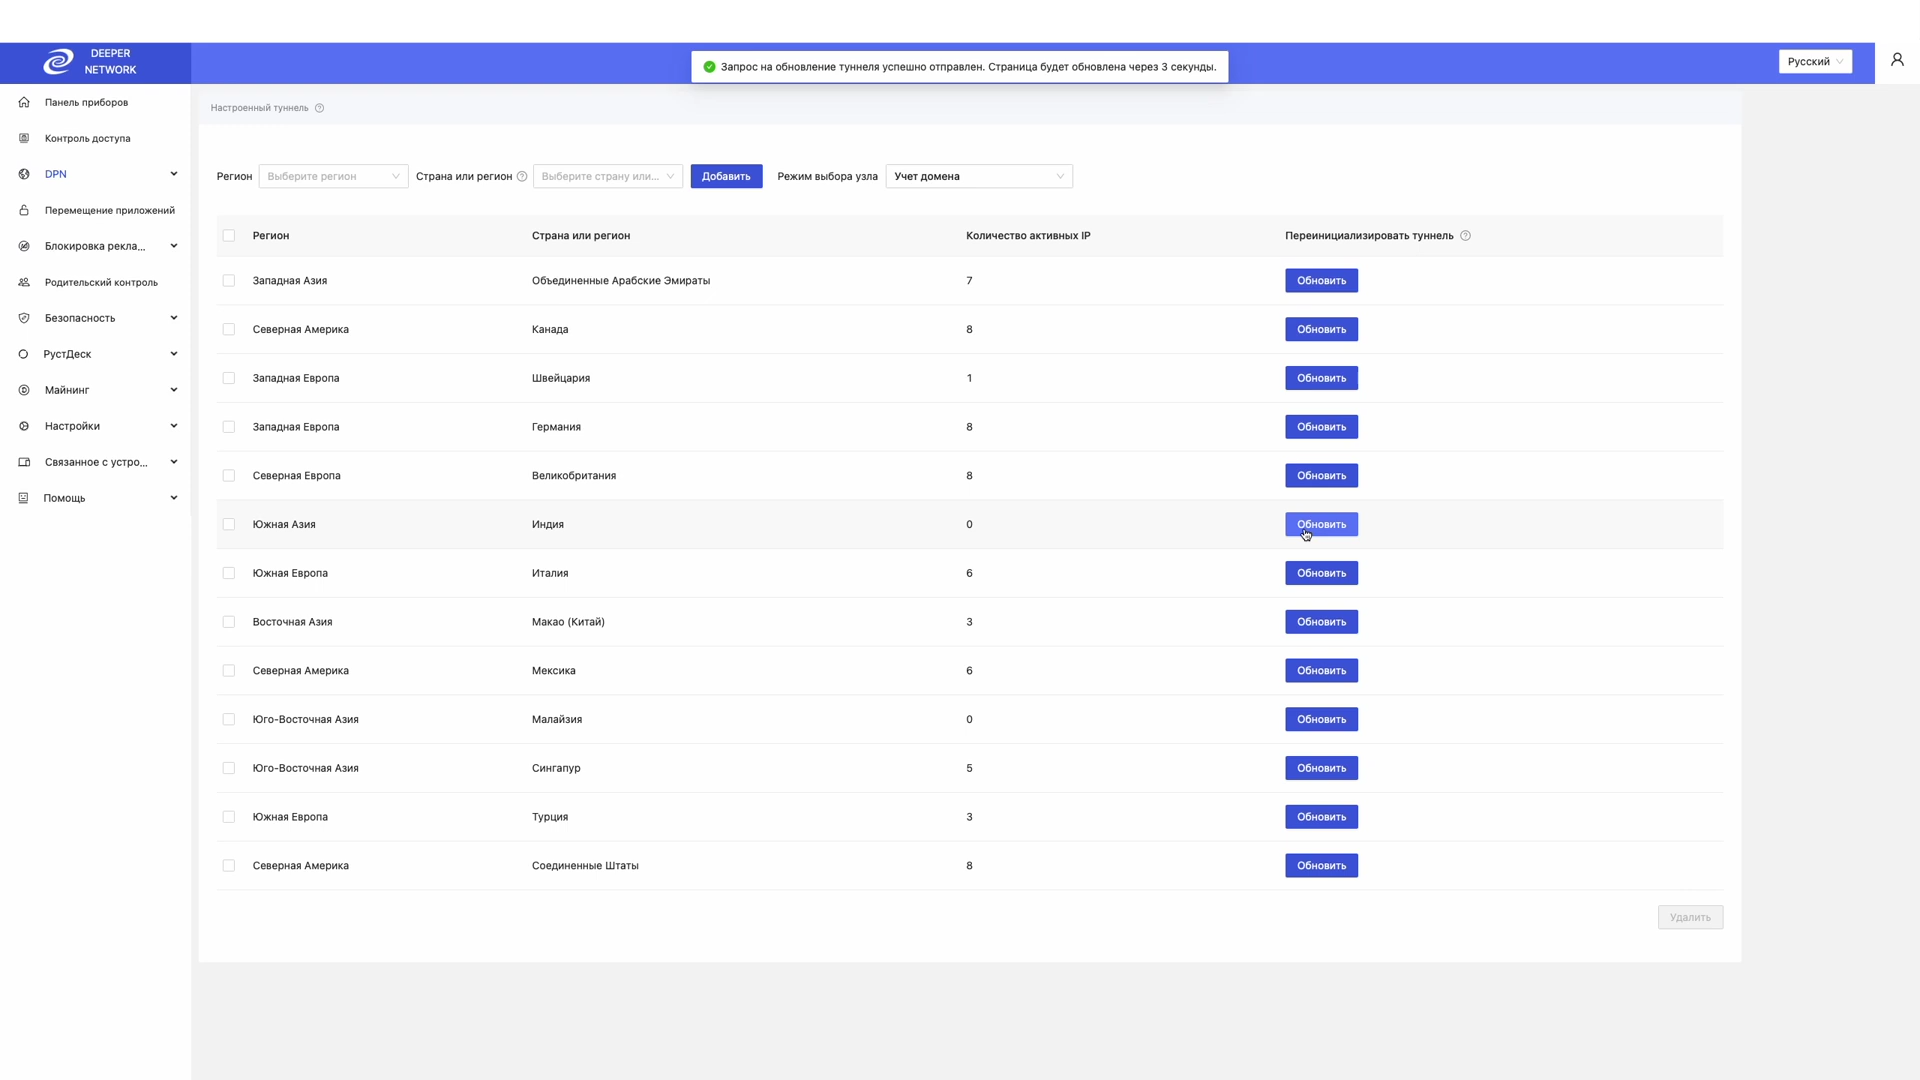 DEEPER
NETWORK
Запрос на обновление туннеля успешно отправлен. Страница будет обновлена через 3 секунды.
Русский
Панель приборов
Контроль доступа
DPN
Перемещение приложений
Блокировка рекла...
Родительский контроль
Безопасность
РустДеск
Майнинг
Настройки
Связанное с устро...
Помощь
Настроенный туннель
Регион Выберите регион Страна или регион Выберите страну или... Добавить Режим выбора узла Учет домена
Регион Страна или регион Количество активных IP Переинициализировать туннель
Западная Азия Объединенные Арабские Эмираты 7 Обновить
Северная Америка Канада 8 Обновить
Западная Европа Швейцария 1 Обновить
Западная Европа Германия 8 Обновить
Северная Европа Великобритания 8 Обновить
Южная Азия Индия 0 Обновить
Южная Европа Италия 6 Обновить
Восточная Азия Макао (Китай) 3 Обновить
Северная Америка Мексика 6 Обновить
Юго-Восточная Азия Малайзия 0 Обновить
Юго-Восточная Азия Сингапур 5 Обновить
Южная Европа Турция 3 Обновить
Северная Америка Соединенные Штаты 8 Обновить
Удалить